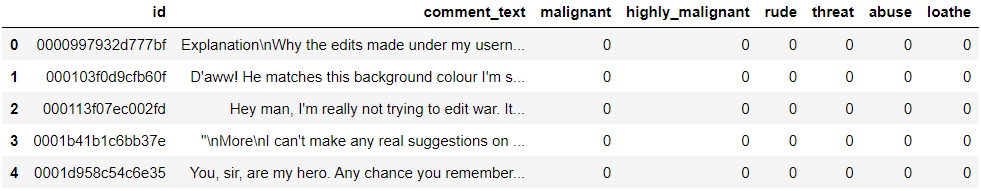 id comment_text malignant highly_malignant rude threat abuse loathe
0 0000997932d777bf Explanation\nWhy the edits made under my usern... 0 0 0 0 0 0
1 000103f0d9cfb60f D'aww! He matches this background colour I'm s... 0 0 0 0 0 0
2 000113f07ec002fd Hey man, I'm really not trying to edit war. It... 0 0 0 0 0 0
3 0001b41b1c6bb37e "\nMore\nI can't make any real suggestions on ... 0 0 0 0 0 0
4 0001d958c54c6e35 You, sir, are my hero. Any chance you remember... 0 0 0 0 0 0